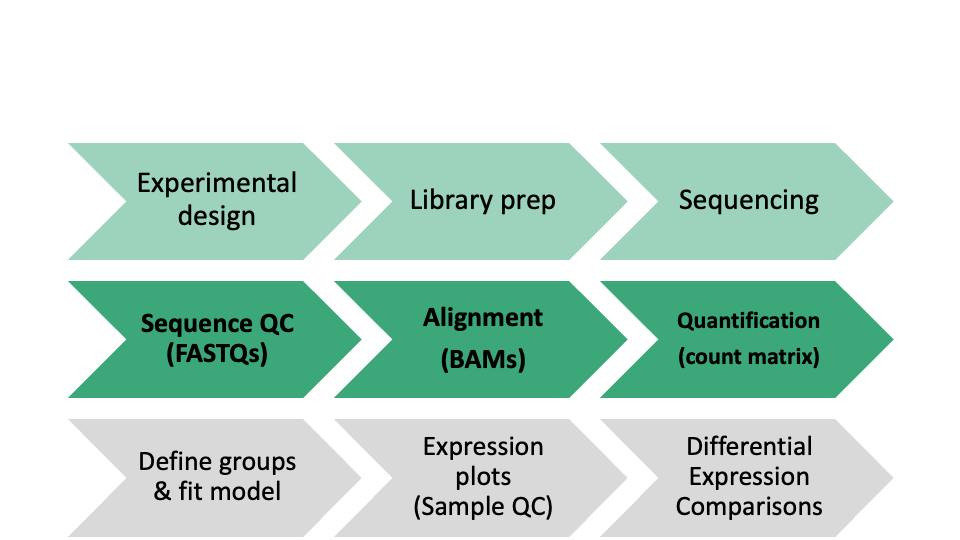 Experimental
design
Library prep
Sequencing
Sequence QC
(FASTQs)
Alignment
(BAMs)
Quantification
(count matrix)
Define groups
& fit model
Expression
plots
(Sample QC)
Differential
Expression
Comparisons